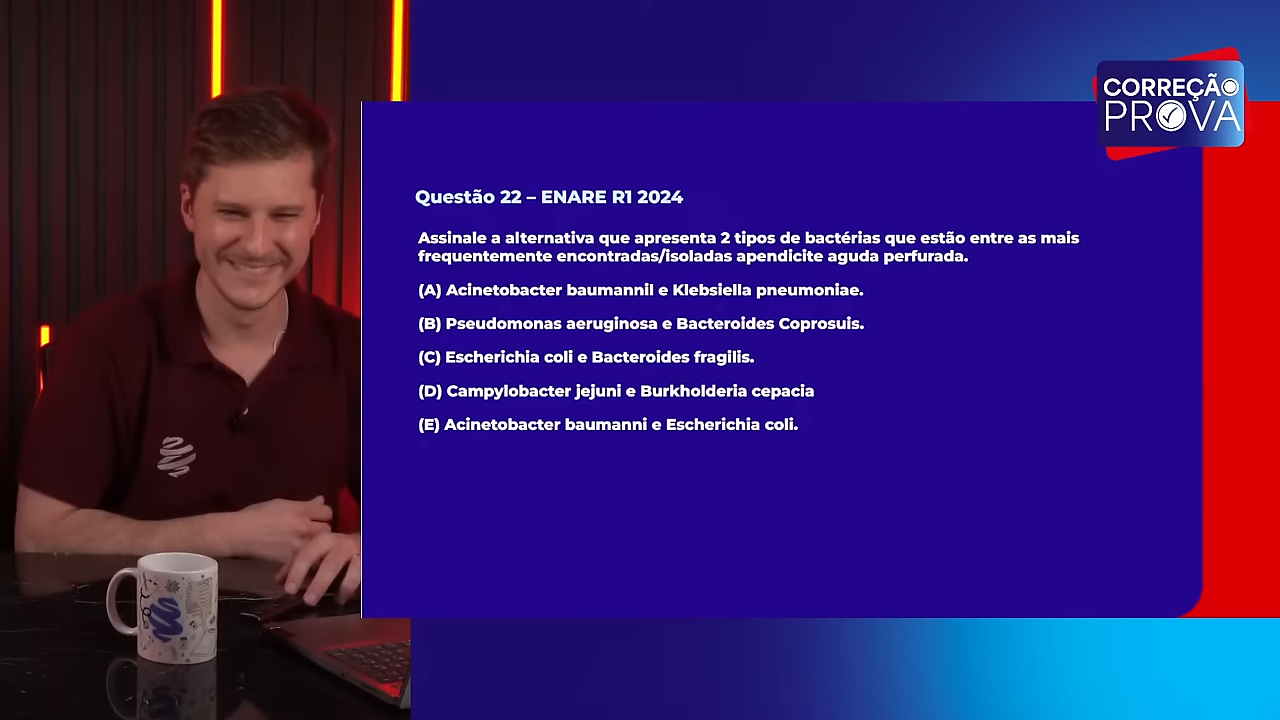 CORREÇÃO
PROVA
Questão 22 – ENARE R1 2024
Assinale a alternativa que apresenta 2 tipos de bactérias que estão entre as mais
frequentemente encontradas/isoladas apendicite aguda perfurada.
(A) Acinetobacter baumannil e Klebsiella pneumoniae.
(B) Pseudomonas aeruginosa e Bacteroides Coprosuis.
(C) Escherichia coli e Bacteroides fragilis.
(D) Campylobacter jejuni e Burkholderia cepacia
(E) Acinetobacter baumanni e Escherichia coli.